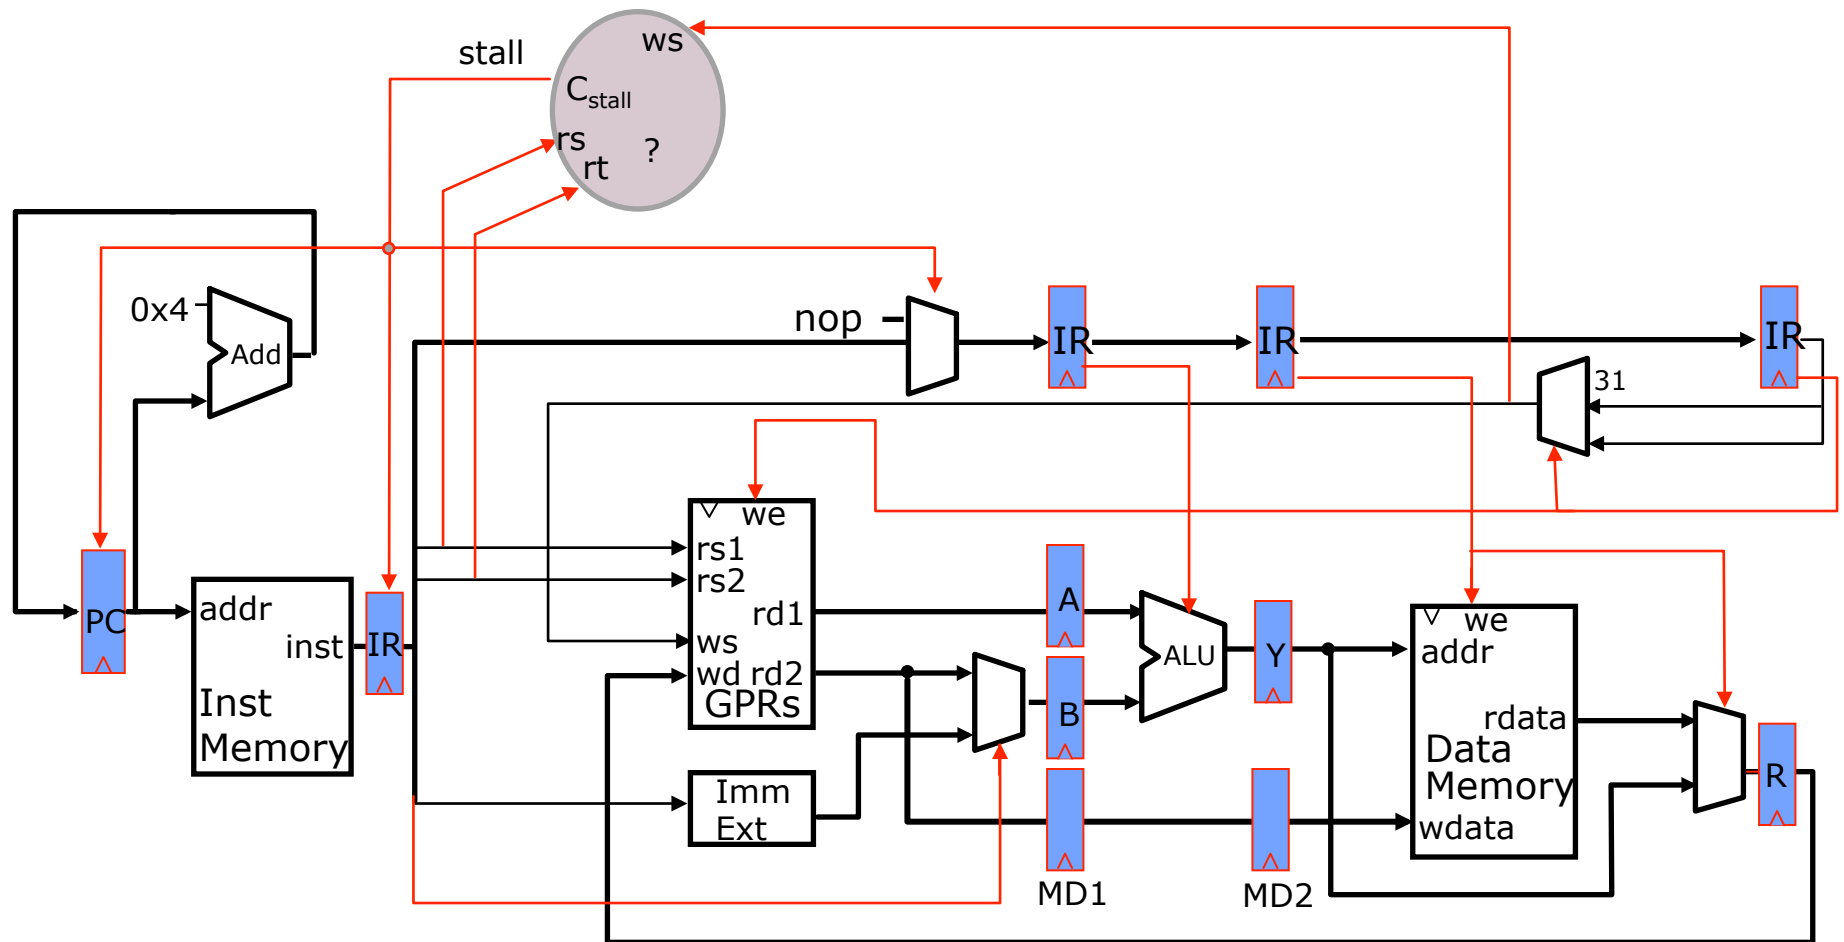 ws
stall
C_stall
rs
?
rt
0x4
nop
Add
IR
IR
IR
31
we
rs1
rs2
rd1
ws
wd rd2
GPRs
PC
addr
inst
Inst
Memory
IR
A
B
ALU
Y
we
addr
rdata
Data
Memory
wdata
R
Imm
Ext
MD1
MD2